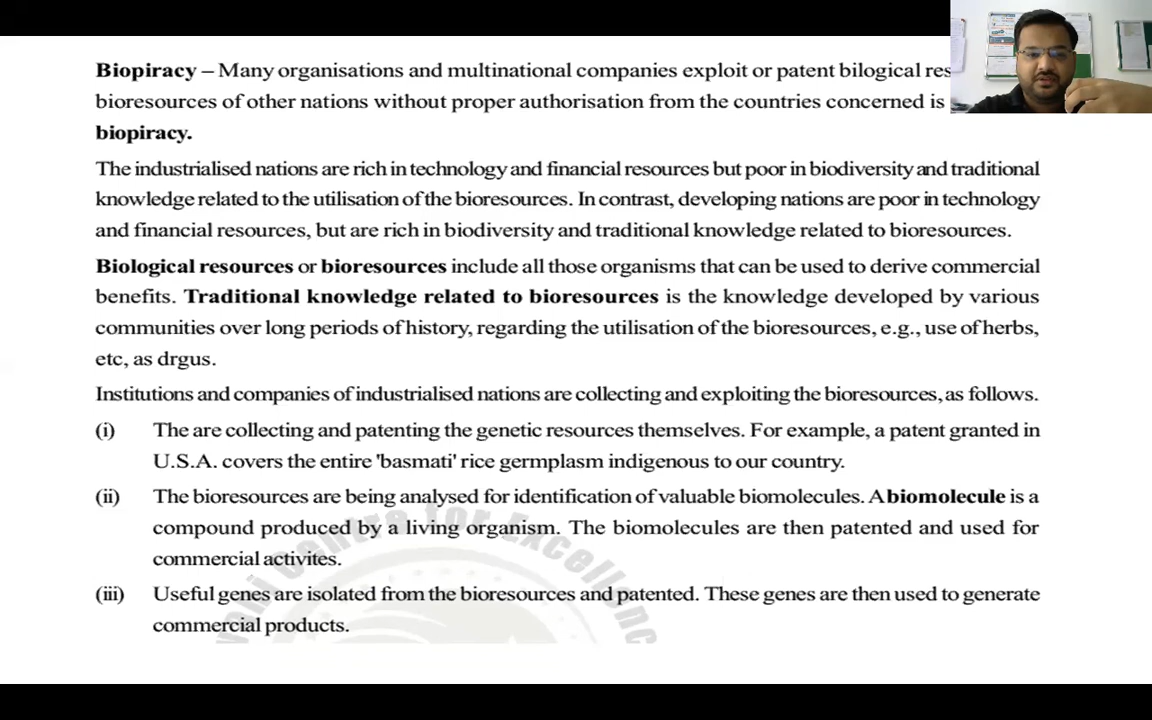 Biopiracy – Many organisations and multinational companies exploit or patent bilogical res
bioresources of other nations without proper authorisation from the countries concerned is
biopiracy.
The industrialised nations are rich in technology and financial resources but poor in biodiversity and traditional
knowledge related to the utilisation of the bioresources. In contrast, developing nations are poor in technology
and financial resources, but are rich in biodiversity and traditional knowledge related to bioresources.
Biological resources or bioresources include all those organisms that can be used to derive commercial
benefits. Traditional knowledge related to bioresources is the knowledge developed by various
communities over long periods of history, regarding the utilisation of the bioresources, e.g., use of herbs,
etc, as drgus.
Institutions and companies of industrialised nations are collecting and exploiting the bioresources, as follows.
(i) The are collecting and patenting the genetic resources themselves. For example, a patent granted in
U.S.A. covers the entire 'basmati' rice germplasm indigenous to our country.
(ii) The bioresources are being analysed for identification of valuable biomolecules. A biomolecule is a
compound produced by a living organism. The biomolecules are then patented and used for
commercial activites.
(iii) Useful genes are isolated from the bioresources and patented. These genes are then used to generate
commercial products.